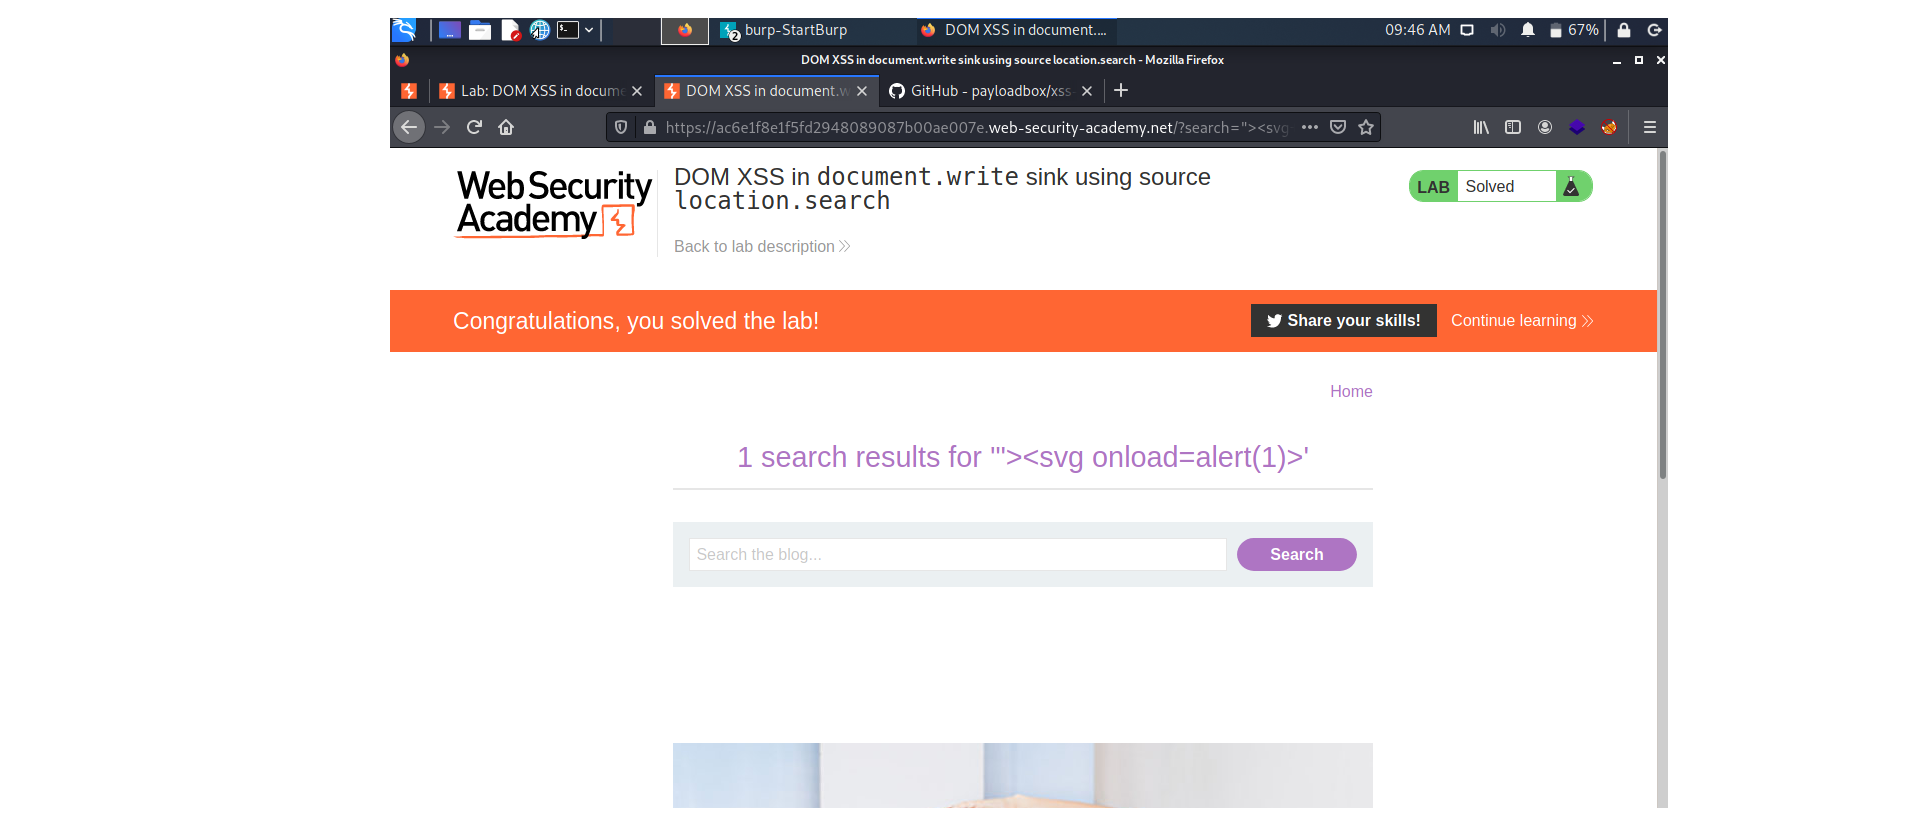 burp-StartBurp
2
DOM XSS in document....
09:46 AM
67%
DOM XSS in document.write sink using source location.search - Mozilla Firefox
Lab: DOM XSS in docume
DOM XSS in document.w
GitHub - payloadbox/xss-
https://ac6e1f8e1f5fd2948089087b00ae007e.web-security-academy.net/?search="><svg
Web Security
Academy
DOM XSS in document.write sink using source
location.search
Back to lab description
LAB Solved
Congratulations, you solved the lab!
Share your skills!
Continue learning
Home
1 search results for '"><svg onload=alert(1)>'
Search the blog...
Search